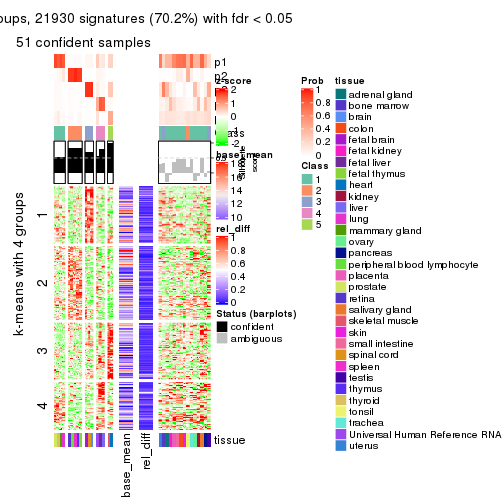 oups, 21930 signatures (70.2%) with fdr < 0.05
51 confident samples
p1
p2
z-score
2
1
0
-1
-2
base_mean
16
14
12
10
rel_diff
1
0.8
0.6
0.4
0.2
0
Status (barplots)
confident
ambiguous
Prob
1
0.8
0.6
0.4
0.2
0
Class
1
2
3
4
5
tissue
adrenal gland
bone marrow
brain
colon
fetal brain
fetal kidney
fetal liver
fetal thymus
heart
kidney
liver
lung
mammary gland
ovary
pancreas
peripheral blood lymphocyte
placenta
prostate
retina
salivary gland
skeletal muscle
skin
small intestine
spinal cord
spleen
testis
thymus
thyroid
tonsil
trachea
Universal Human Reference RNA
uterus
k-means with 4 groups
1
2
3
4
tissue
base_mean
rel_diff